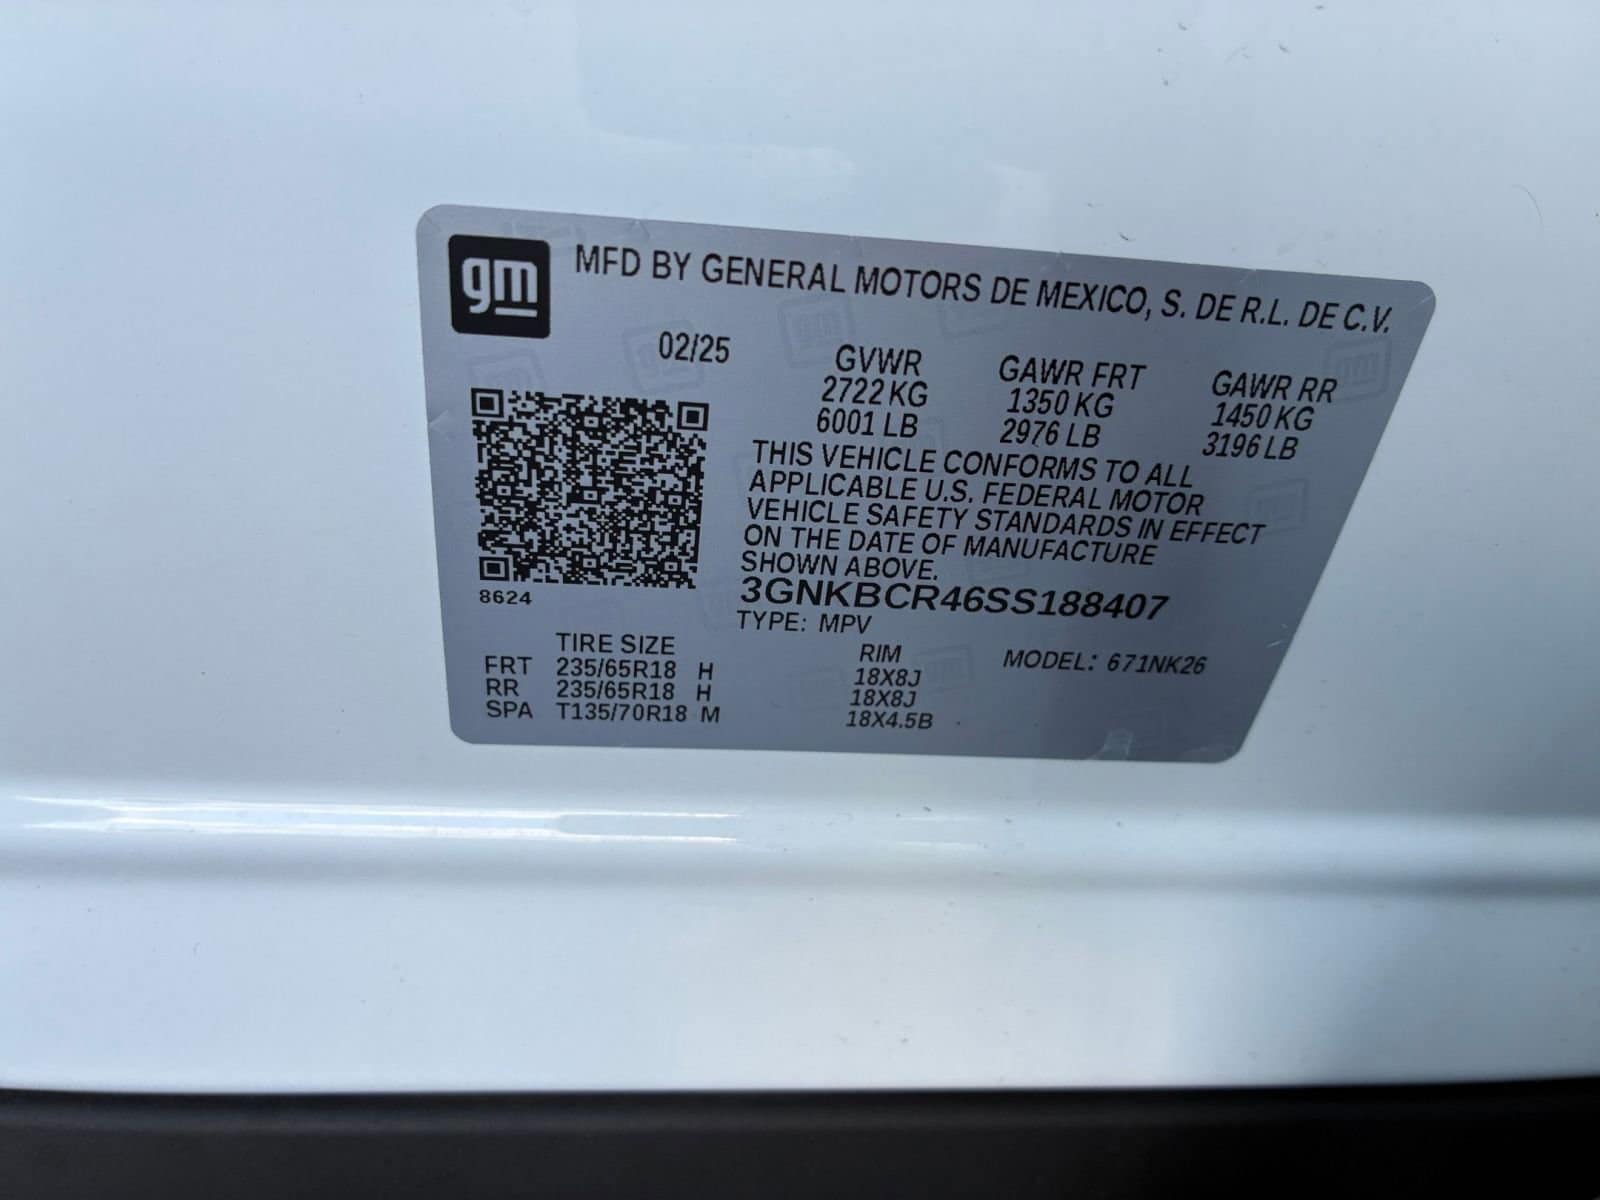 gm MFD BY GENERAL MOTORS DE MEXICO, S. DE R.L. DE C.V.
02/25 GVWR GAWR FRT GAWR RR
2722 KG 1350 KG 1450 KG
6001 LB 2976 LB 3196 LB
THIS VEHICLE CONFORMS TO ALL
APPLICABLE U.S. FEDERAL MOTOR
VEHICLE SAFETY STANDARDS IN EFFECT
ON THE DATE OF MANUFACTURE
SHOWN ABOVE.
8624 3GNKBCR46SS188407
TYPE: MPV
TIRE SIZE RIM MODEL: 671NK26
FRT 235/65R18 H 18X8J
RR 235/65R18 H 18X8J
SPA T135/70R18 M 18X4.5B